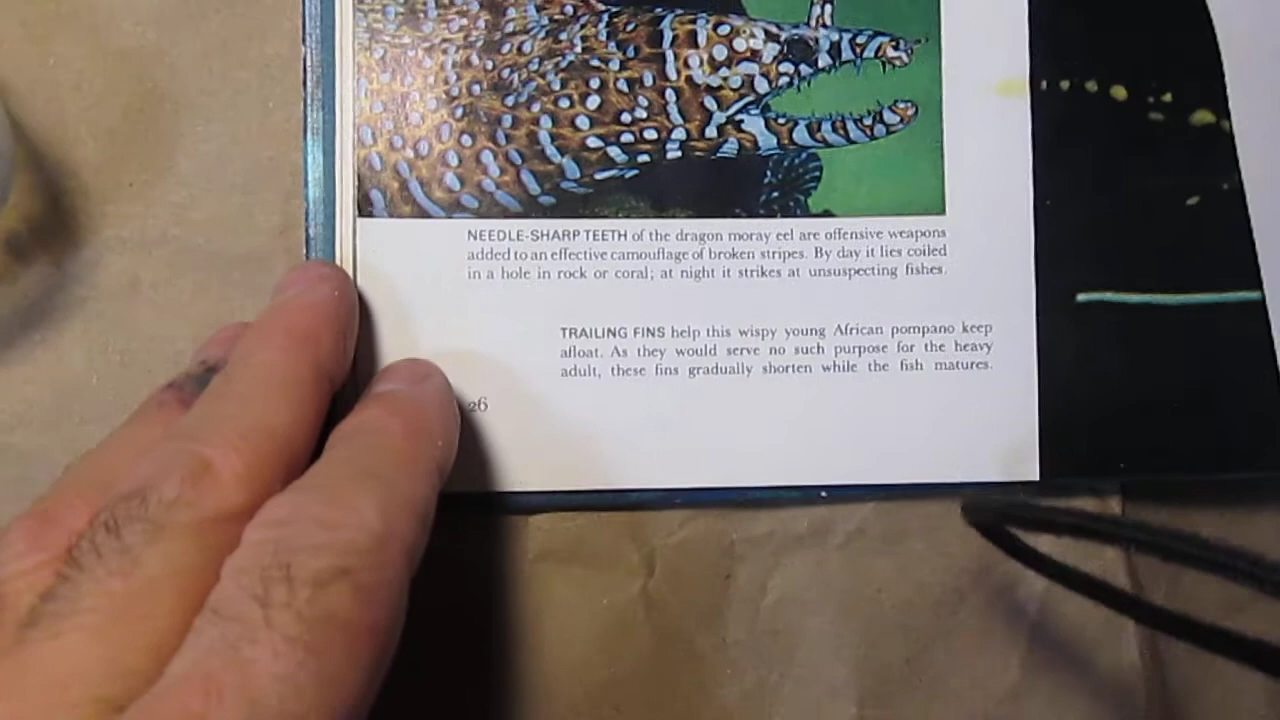 NEEDLE-SHARP TEETH of the dragon moray eel are offensive weapons
added to an effective camouflage of broken stripes. By day it lies coiled
in a hole in rock or coral; at night it strikes at unsuspecting fishes.
TRAILING FINS help this wispy young African pompano keep
afloat. As they would serve no such purpose for the heavy
adult, these fins gradually shorten while the fish matures.
26